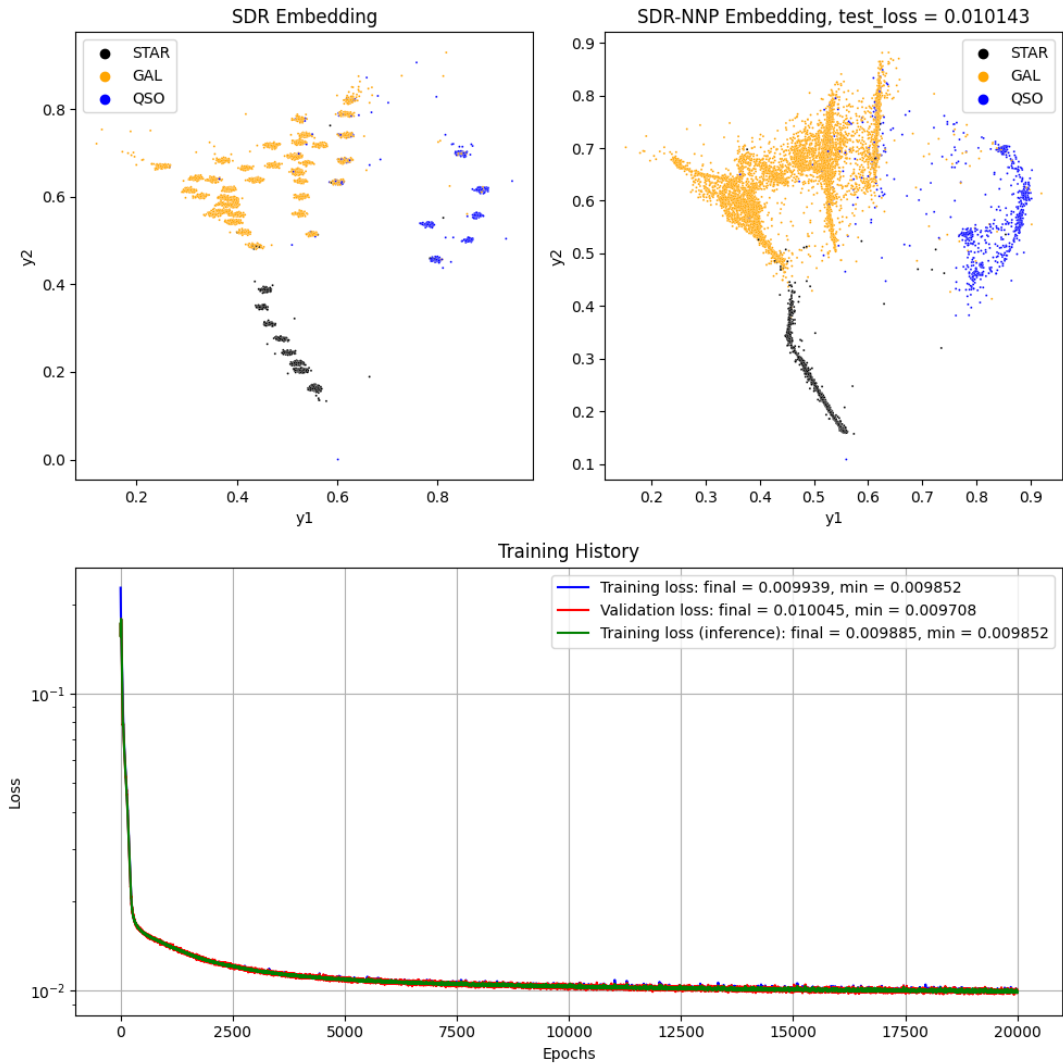 SDR Embedding
STAR
GAL
QSO
0.8
0.6
0.4
0.2
0.0
y2
0.2
0.4
0.6
0.8
y1
SDR-NNP Embedding, test_loss = 0.010143
STAR
GAL
QSO
0.9
0.8
0.7
0.6
0.5
0.4
0.3
0.2
0.1
y2
0.2
0.3
0.4
0.5
0.6
0.7
0.8
0.9
y1
Training History
Training loss: final = 0.009939, min = 0.009852
Validation loss: final = 0.010045, min = 0.009708
Training loss (inference): final = 0.009885, min = 0.009852
10⁻¹
10⁻²
Loss
0
2500
5000
7500
10000
12500
15000
17500
20000
Epochs